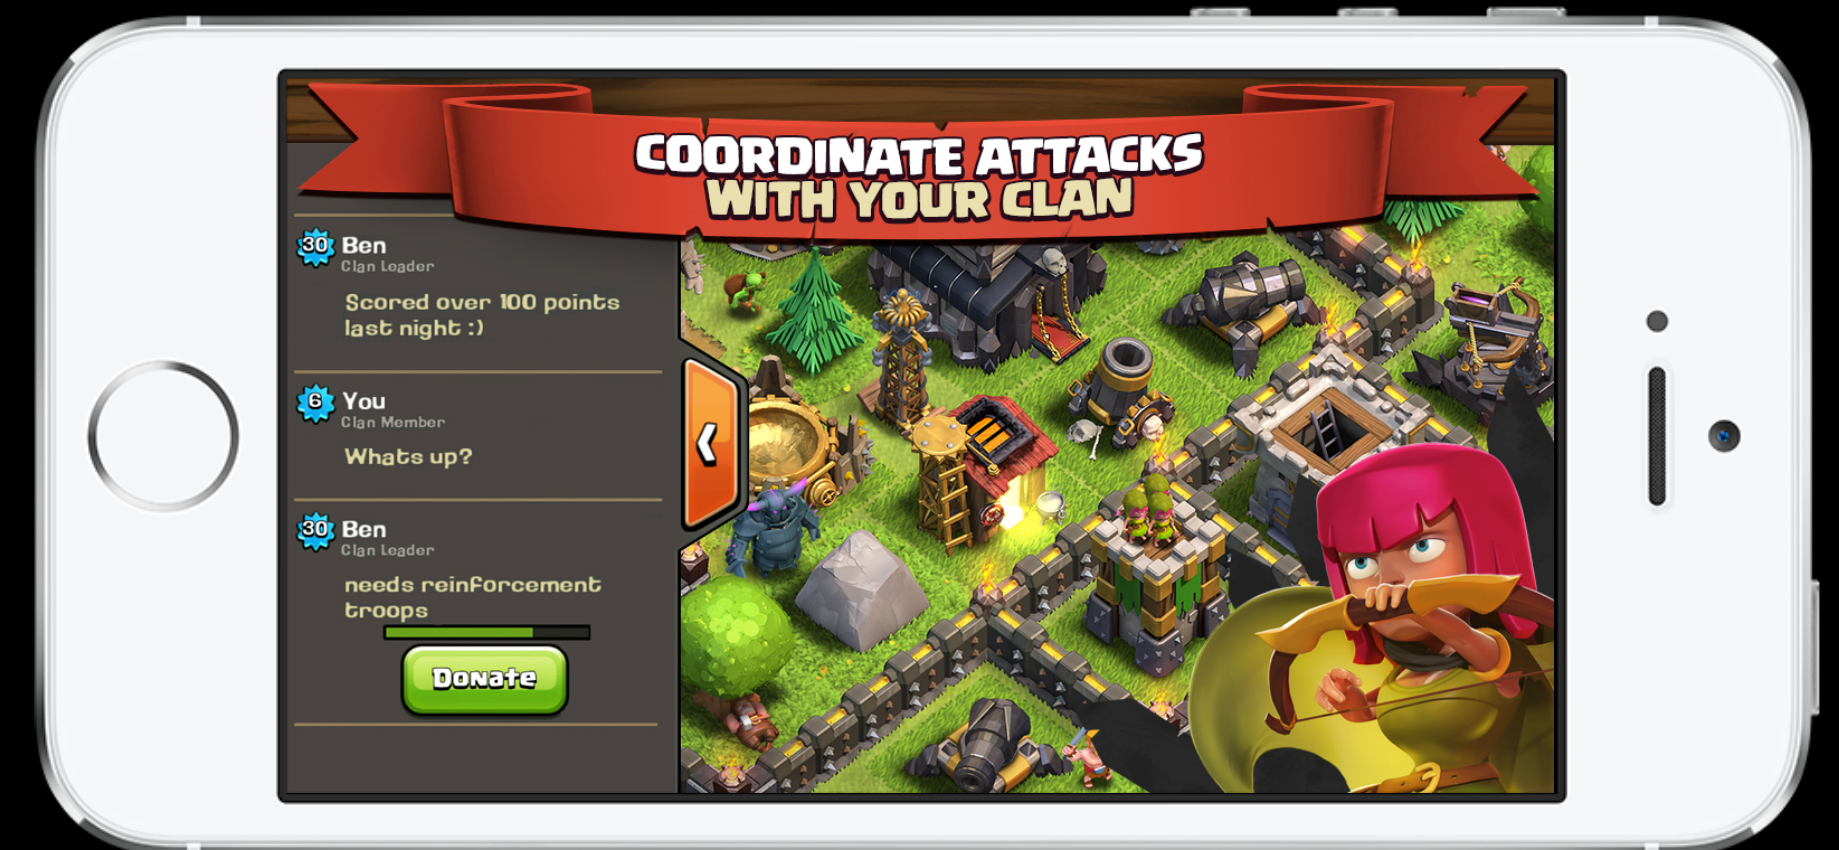 COORDINATE ATTACKS
WITH YOUR CLAN
30 Ben
Clan Leader
Scored over 100 points
last night :)
6 You
Clan Member
Whats up?
30 Ben
Clan Leader
needs reinforcement
troops
Donate